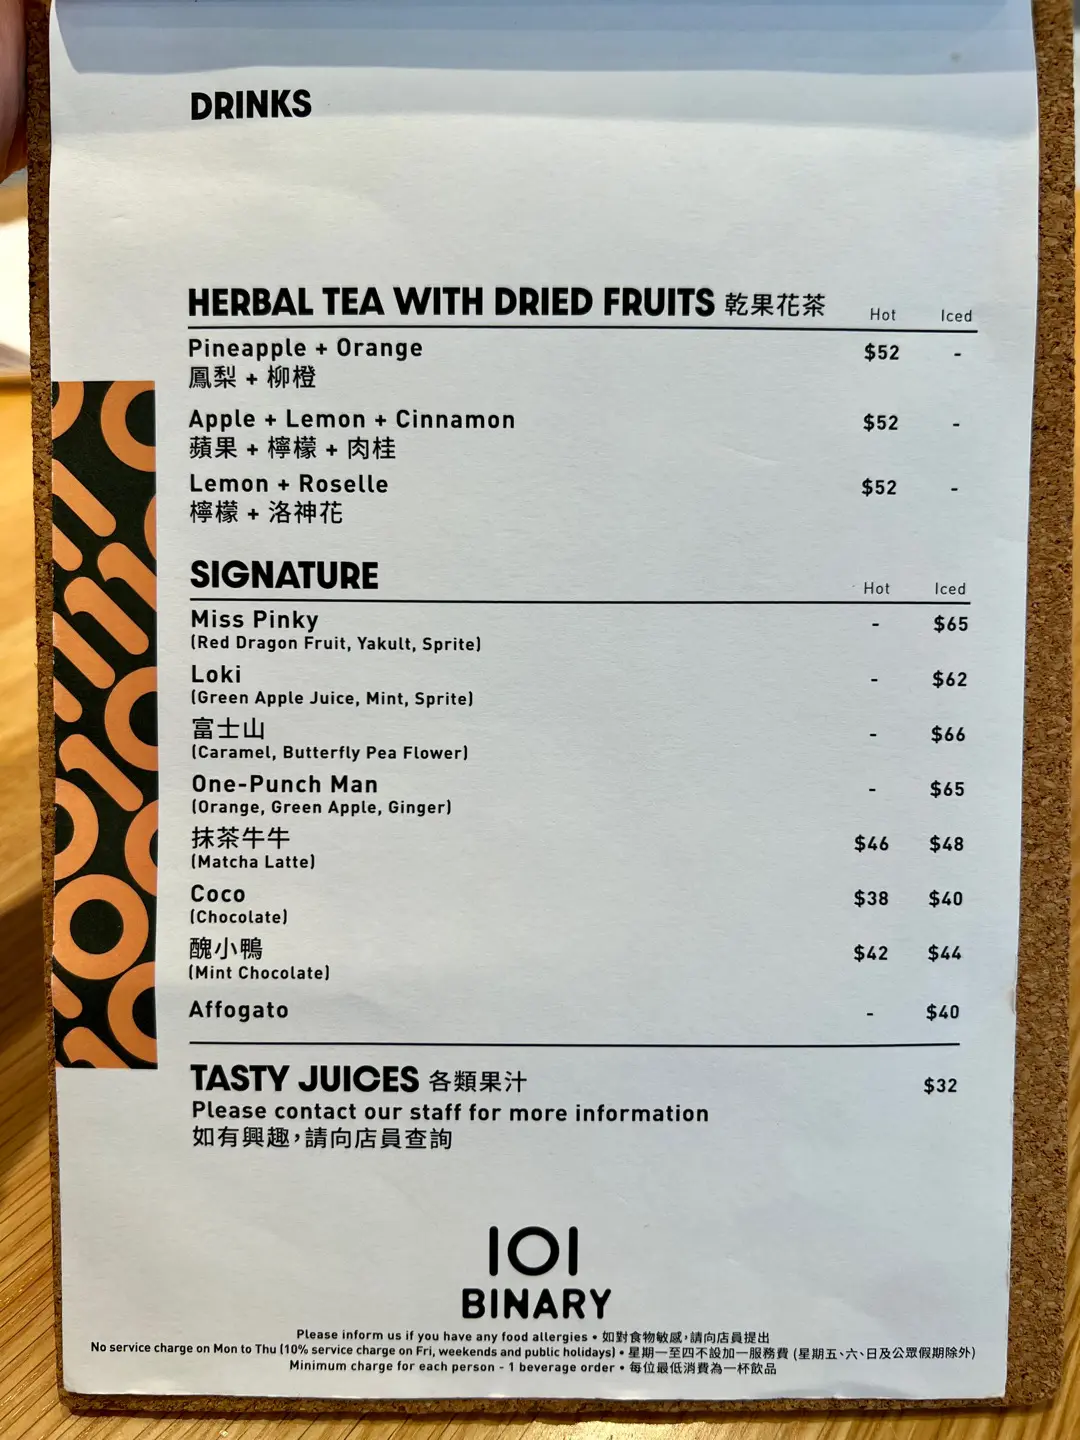 DRINKS
HERBAL TEA WITH DRIED FRUITS 乾果花茶 Hot Iced
Pineapple + Orange $52 -
鳳梨 + 柳橙
Apple + Lemon + Cinnamon $52 -
蘋果 + 檸檬 + 肉桂
Lemon + Roselle $52 -
檸檬 + 洛神花
SIGNATURE Hot Iced
Miss Pinky - $65
(Red Dragon Fruit, Yakult, Sprite)
Loki - $62
(Green Apple Juice, Mint, Sprite)
富士山 - $66
(Caramel, Butterfly Pea Flower)
One-Punch Man - $65
(Orange, Green Apple, Ginger)
抹茶牛牛 $46 $48
(Matcha Latte)
Coco $38 $40
(Chocolate)
醜小鴨 $42 $44
(Mint Chocolate)
Affogato - $40
TASTY JUICES 各類果汁 $32
Please contact our staff for more information
如有興趣，請向店員查詢
101
BINARY
Please inform us if you have any food allergies • 如對食物敏感，請向店員提出
No service charge on Mon to Thu (10% service charge on Fri, weekends and public holidays) • 星期一至四不設加一服務費 (星期五、六、日及公眾假期除外)
Minimum charge for each person - 1 beverage order • 每位最低消費為一杯飲品